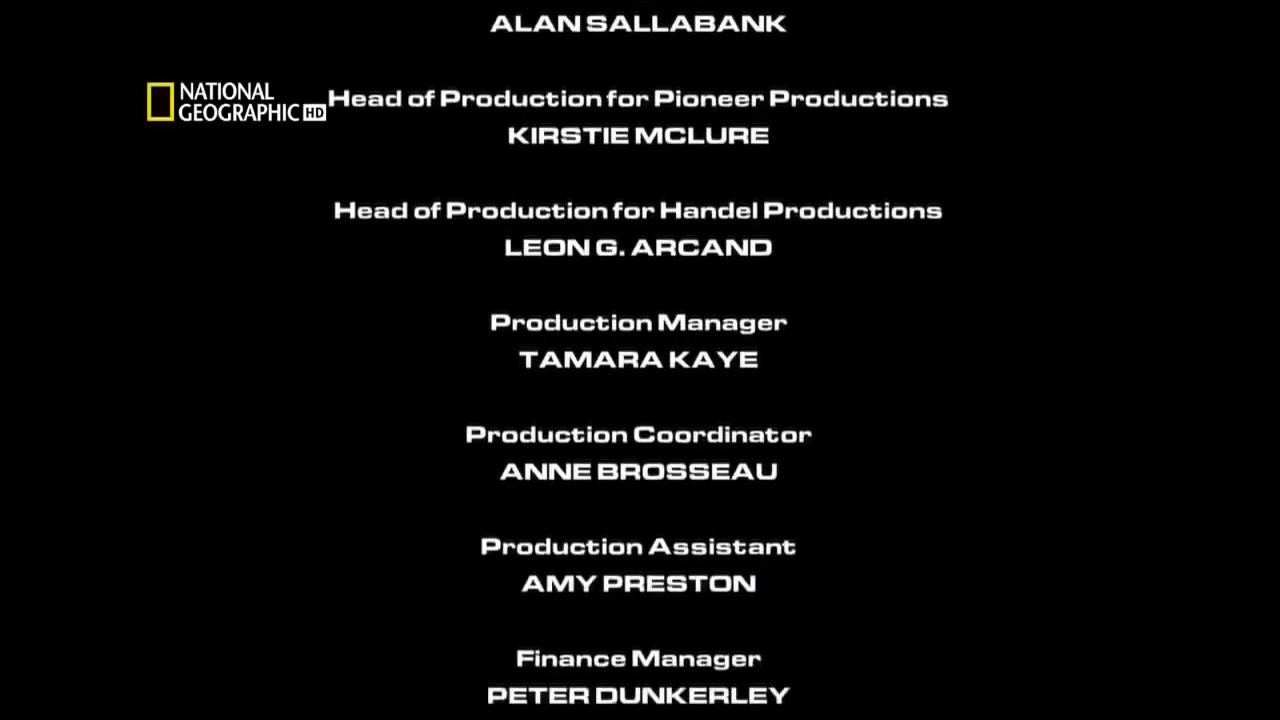 ALAN SALLABANK
NATIONAL
GEOGRAPHIC HD
Head of Production for Pioneer Productions
KIRSTIE MCLURE
Head of Production for Handel Productions
LEON G. ARCAND
Production Manager
TAMARA KAYE
Production Coordinator
ANNE BROSSEAU
Production Assistant
AMY PRESTON
Finance Manager
PETER DUNKERLEY